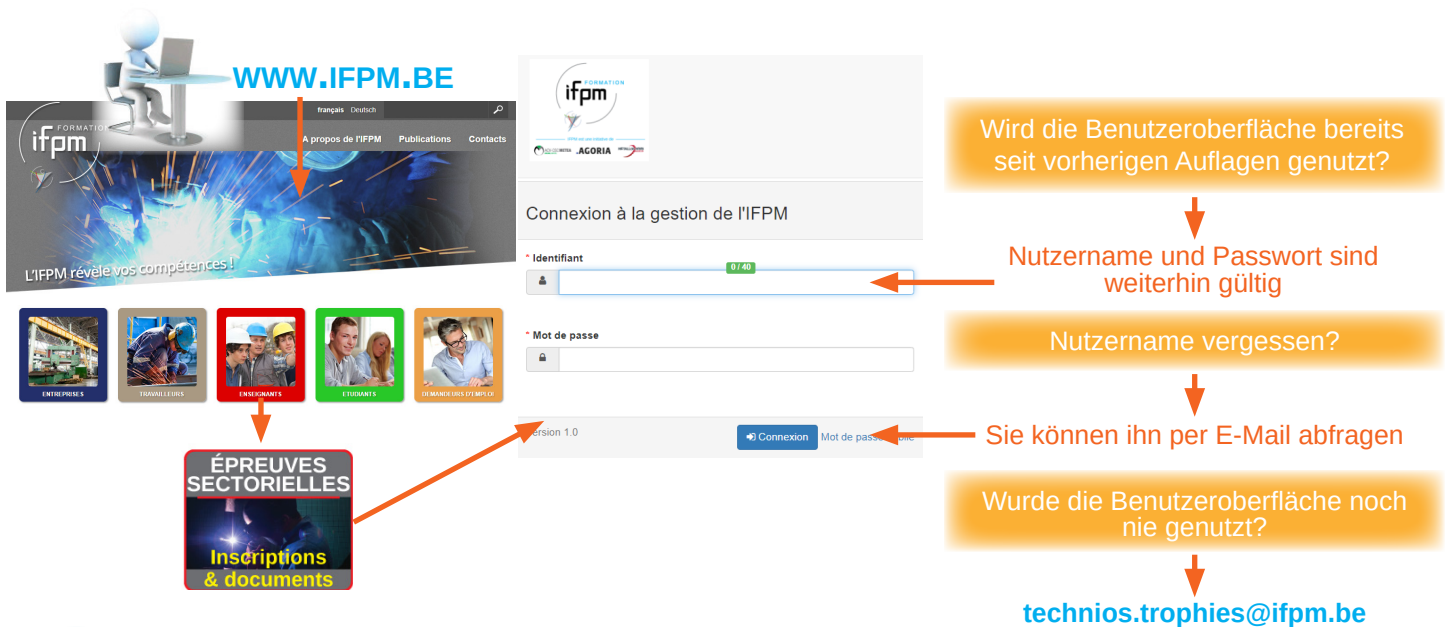 WWW.IFPM.BE
français Deutsch
FORMATION
ifpm
A propos de l'IFPM Publications Contacts
L'IFPM révèle vos compétences !
ENTREPRISES
TRAVAILLEURS
ENSEIGNANTS
ETUDIANTS
DEMANDEURS D'EMPLOI
ÉPREUVES
SECTORIELLES
Inscriptions
& documents
FORMATION
ifpm
.AGORIA
Connexion à la gestion de l'IFPM
* Identifiant
0 / 40
* Mot de passe
Version 1.0
Connexion
Mot de passe
Wird die Benutzeroberfläche bereits
seit vorherigen Auflagen genutzt?
Nutzername und Passwort sind
weiterhin gültig
Nutzername vergessen?
Sie können ihn per E-Mail abfragen
Wurde die Benutzeroberfläche noch
nie genutzt?
technios.trophies@ifpm.be